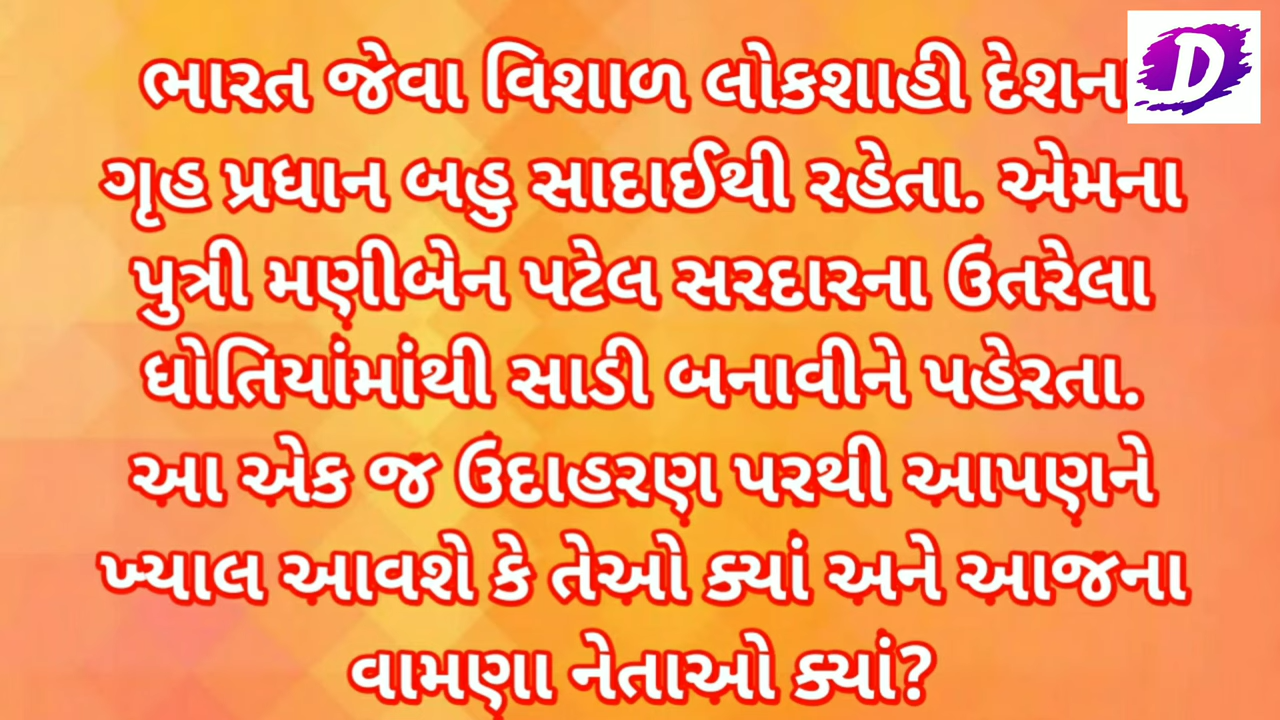 ભારત જેવા વિશાળ લોકશાહી દેશના
ગૃહ પ્રધાન બહુ સાદાઈથી રહેતા. એમના
પુત્રી મણીબેન પટેલ સરદારના ઉતરેલા
ધોતિયાંમાંથી સાડી બનાવીને પહેરતા.
આ એક જ ઉદાહરણ પરથી આપણને
ખ્યાલ આવશે કે તેઓ ક્યાં અને આજના
વામણા નેતાઓ ક્યાં?
D